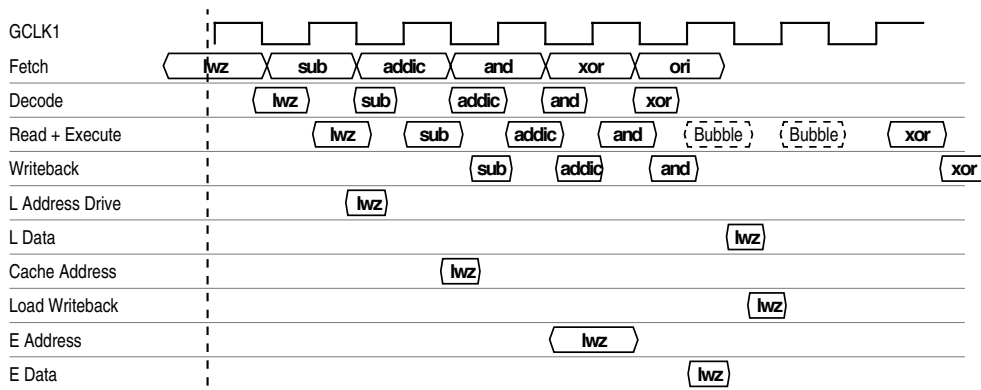 GCLK1
Fetch lwz sub addic and xor ori
Decode lwz sub addic and xor
Read + Execute lwz sub addic and Bubble Bubble xor
Writeback sub addic and xor
L Address Drive lwz
L Data lwz
Cache Address lwz
Load Writeback lwz
E Address lwz
E Data lwz